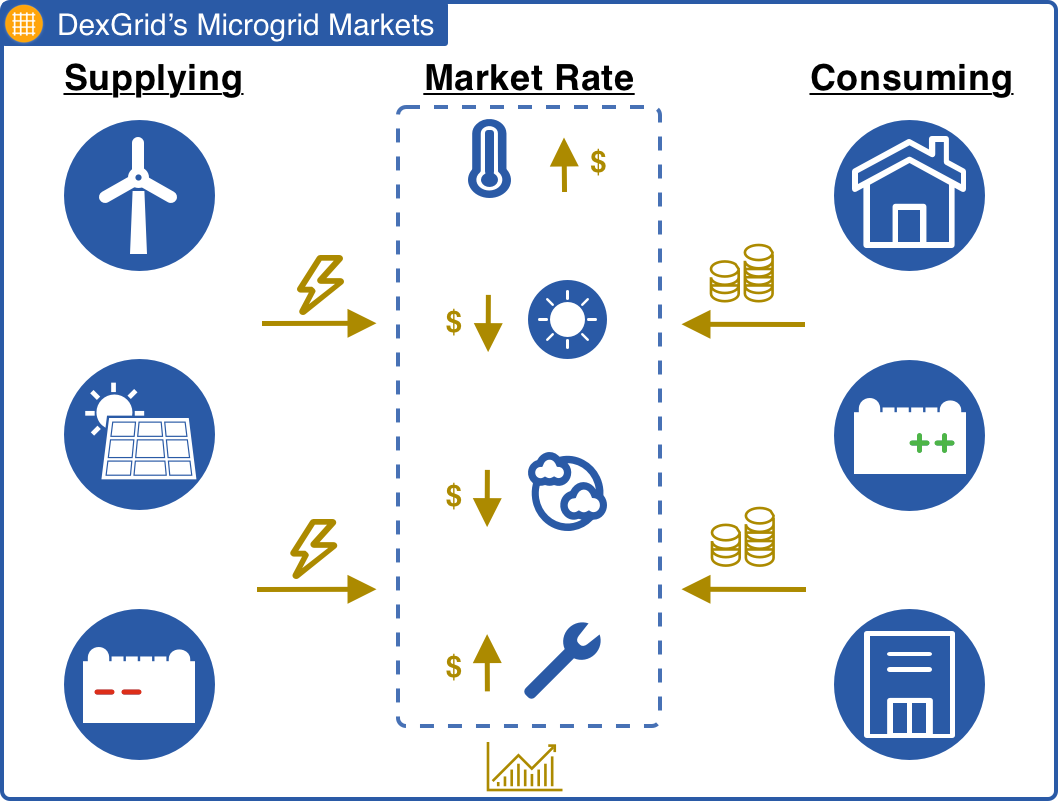 DexGrid’s Microgrid Markets
Supplying
Market Rate
Consuming
$
$
$
$